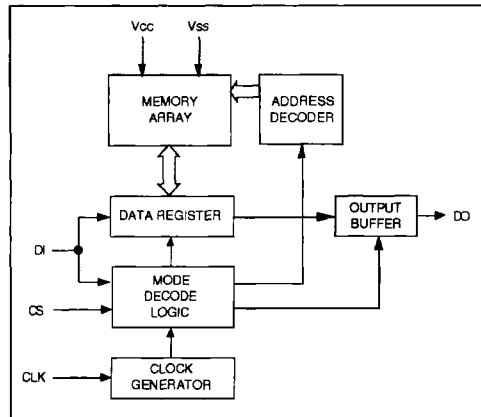 Vcc
Vss
MEMORY
ARRAY
ADDRESS
DECODER
DATA REGISTER
OUTPUT
BUFFER
DO
DI
MODE
DECODE
LOGIC
CS
CLK
CLOCK
GENERATOR